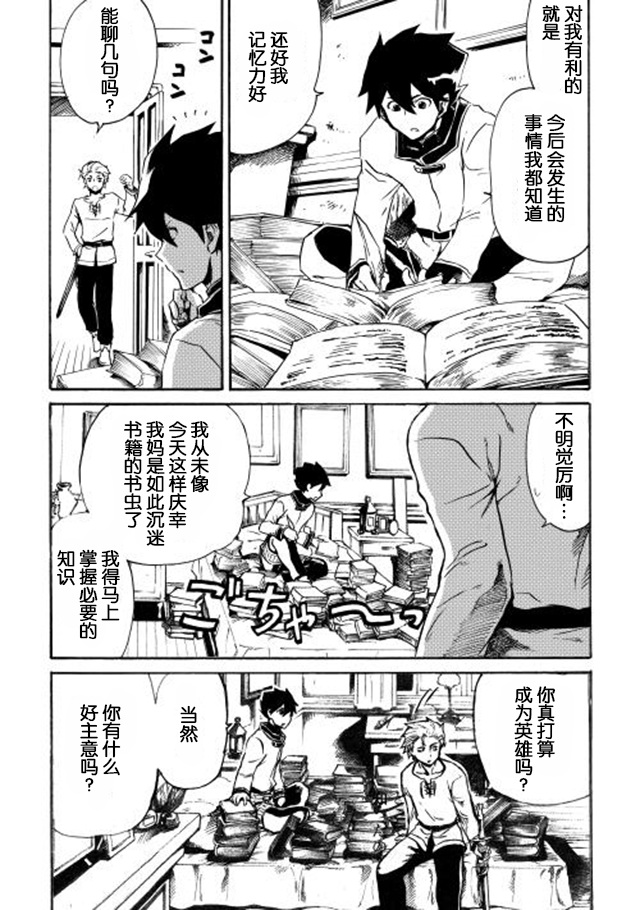 对我有利的
就是
今后会发生的
事情我都知道
还好我
记忆力好
コンコン
能聊几句吗？
不明觉厉啊…
我从未像
今天这样庆幸
我妈是如此沉迷
书籍的书虫了
我得马上
掌握必要的
知识
ごちゃ～っ
你真打算
成为英雄吗？
当然
你有什么
好主意吗？